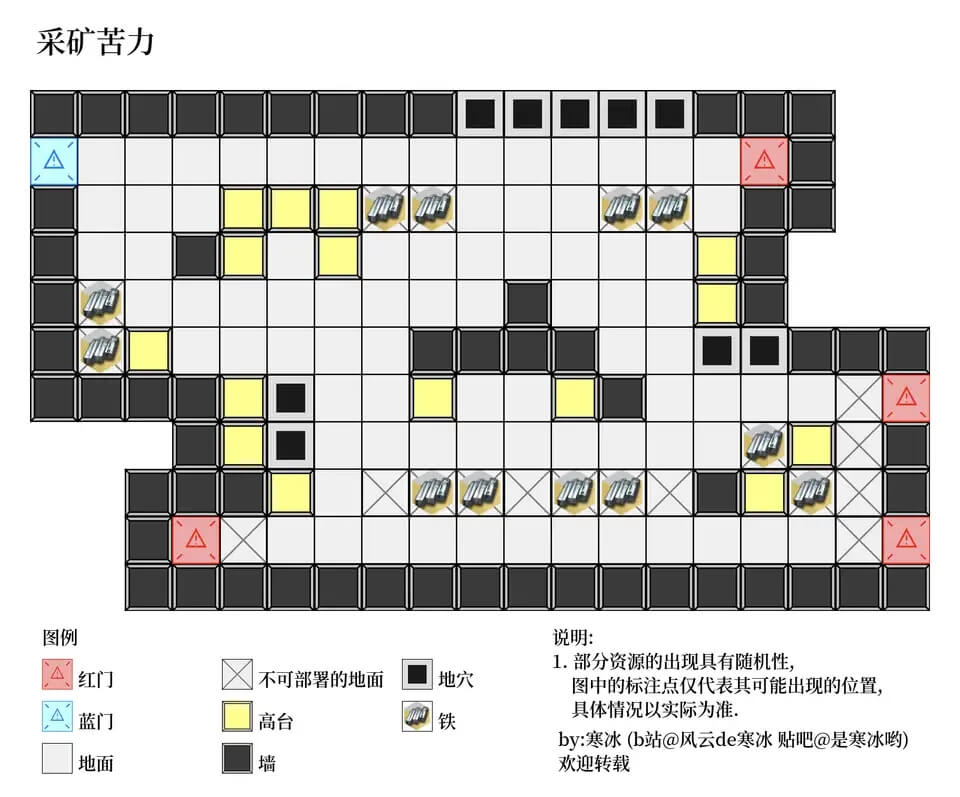 采矿苦力
图例
红门
不可部署的地面
地穴
蓝门
高台
铁
地面
墙
说明:
1. 部分资源的出现具有随机性,
图中的标注点仅代表其可能出现的位置,
具体情况以实际为准.
by:寒冰 (b站@风云de寒冰 贴吧@是寒冰哟)
欢迎转载